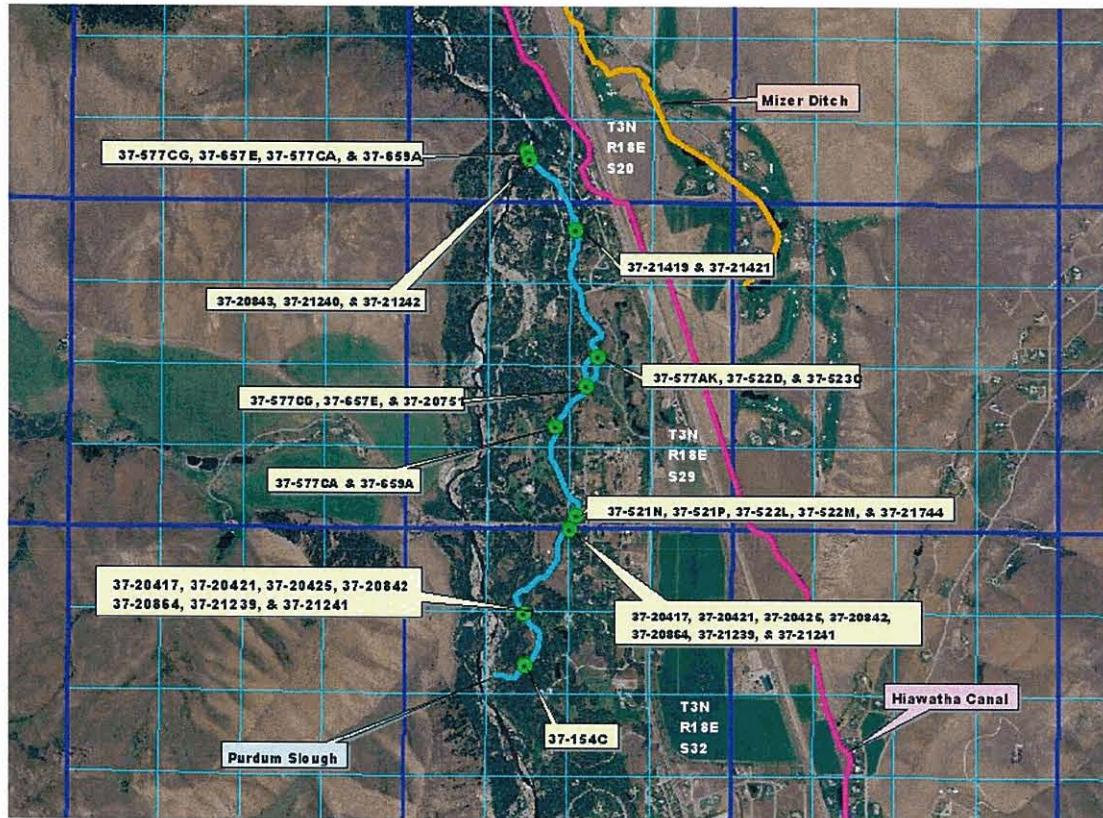 Mizer Ditch
T3N
R18E
S20
37-577CG, 37-657E, 37-577CA, & 37-659A
37-21419 & 37-21421
37-20843, 37-21240, & 37-21242
37-577AK, 37-522D, & 37-523C
37-577CG, 37-657E, & 37-20751
T3N
R18E
S29
37-577CA & 37-659A
37-521N, 37-521P, 37-522L, 37-522M, & 37-21744
37-20417, 37-20421, 37-20425, 37-20842
37-20864, 37-21239, & 37-21241
37-20417, 37-20421, 37-20425, 37-20842,
37-20864, 37-21239, & 37-21241
Hiawatha Canal
T3N
R18E
S32
37-154C
Purdum Slough